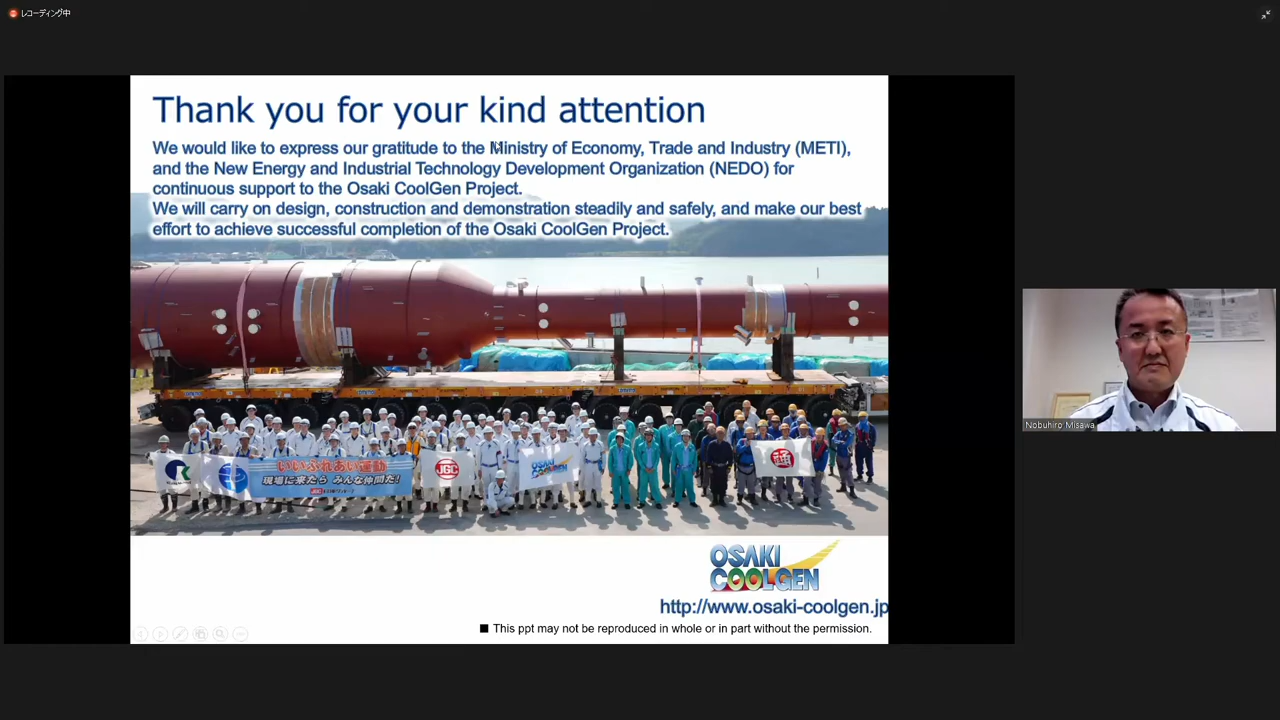 レコーディング中
Thank you for your kind attention
We would like to express our gratitude to the Ministry of Economy, Trade and Industry (METI),
and the New Energy and Industrial Technology Development Organization (NEDO) for
continuous support to the Osaki CoolGen Project.
We will carry on design, construction and demonstration steadily and safely, and make our best
effort to achieve successful completion of the Osaki CoolGen Project.
いいふれあい運動
現場に来たら みんな仲間だ!
JGC
JGC
OSAKI
COOLGEN
OSAKI
COOLGEN
http://www.osaki-coolgen.jp
■ This ppt may not be reproduced in whole or in part without the permission.
Nobuhiro Misawa